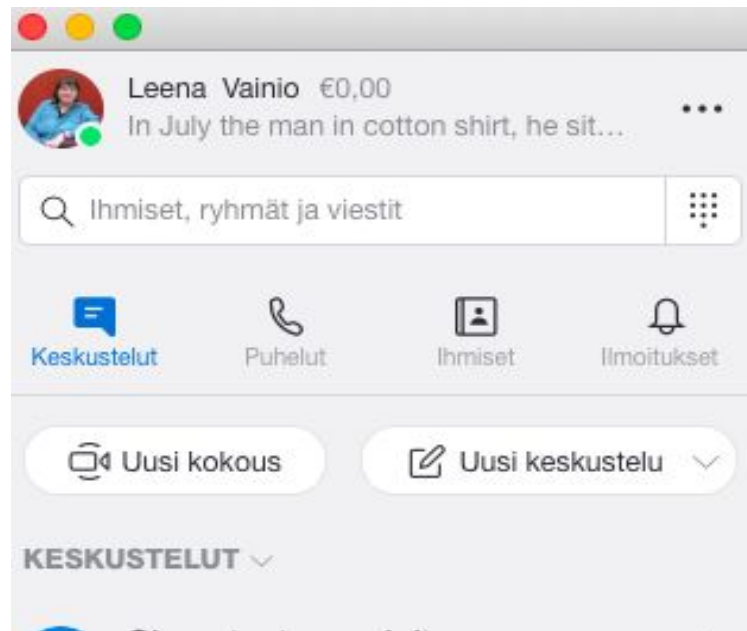 Leena Vainio €0,00
In July the man in cotton shirt, he sit...
Ihmiset, ryhmät ja viestit
Keskustelut Puhelut Ihmiset Ilmoitukset
Uusi kokous Uusi keskustelu
KESKUSTELUT